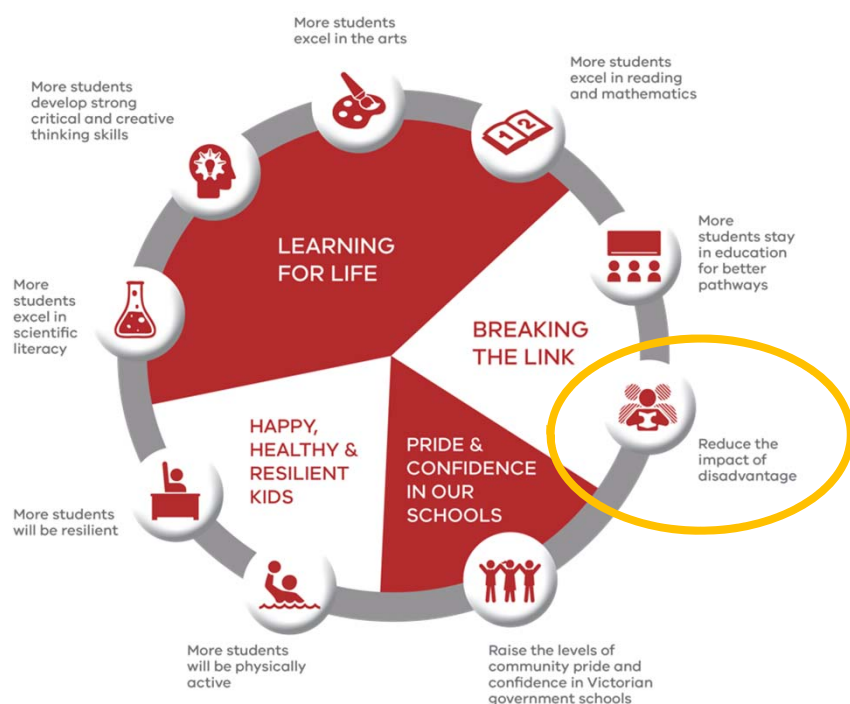 More students
excel in the arts
More students
excel in reading
and mathematics
More students
develop strong
critical and creative
thinking skills
1 2
LEARNING
FOR LIFE
More
students stay
in education
for better
pathways
More
students
excel in
scientific
literacy
BREAKING
THE LINK
HAPPY,
HEALTHY &
RESILIENT
KIDS
PRIDE &
CONFIDENCE
IN OUR
SCHOOLS
Reduce the
impact of
disadvantage
More students
will be resilient
More students
will be physically
active
Raise the levels of
community pride and
confidence in Victorian
government schools